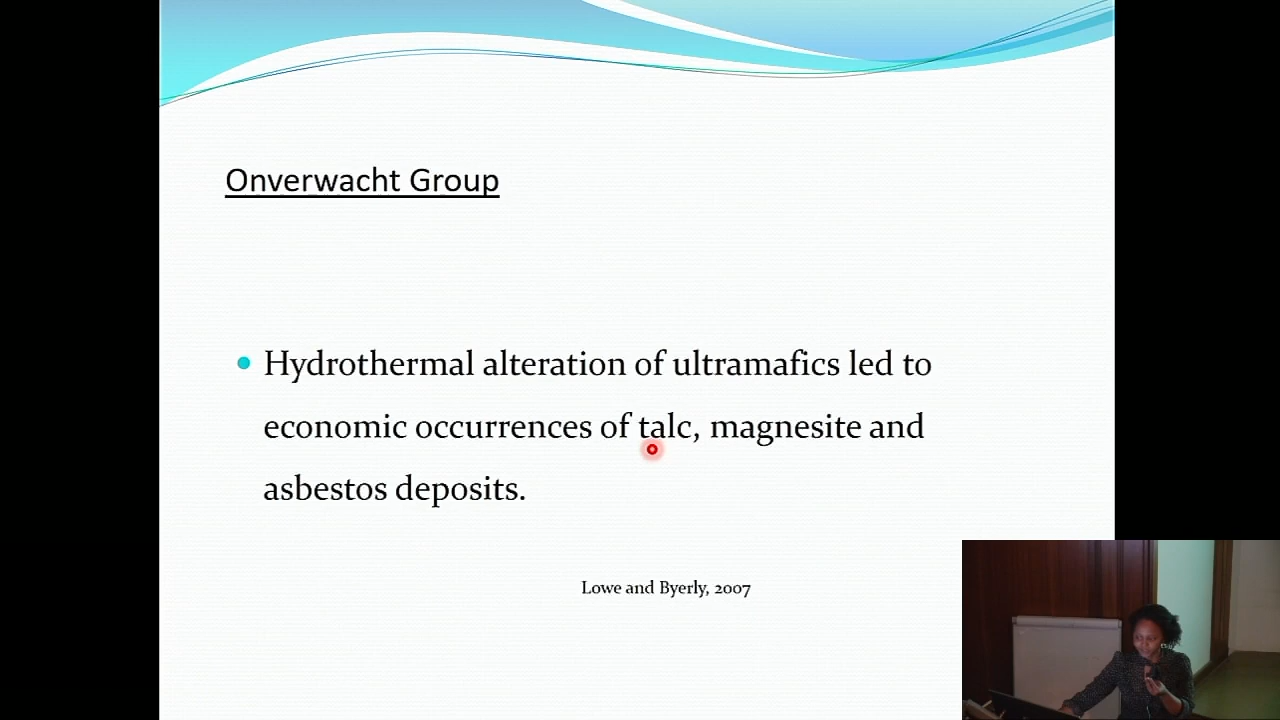 Onverwacht Group
Hydrothermal alteration of ultramafics led to
economic occurrences of talc, magnesite and
asbestos deposits.
Lowe and Byerly, 2007